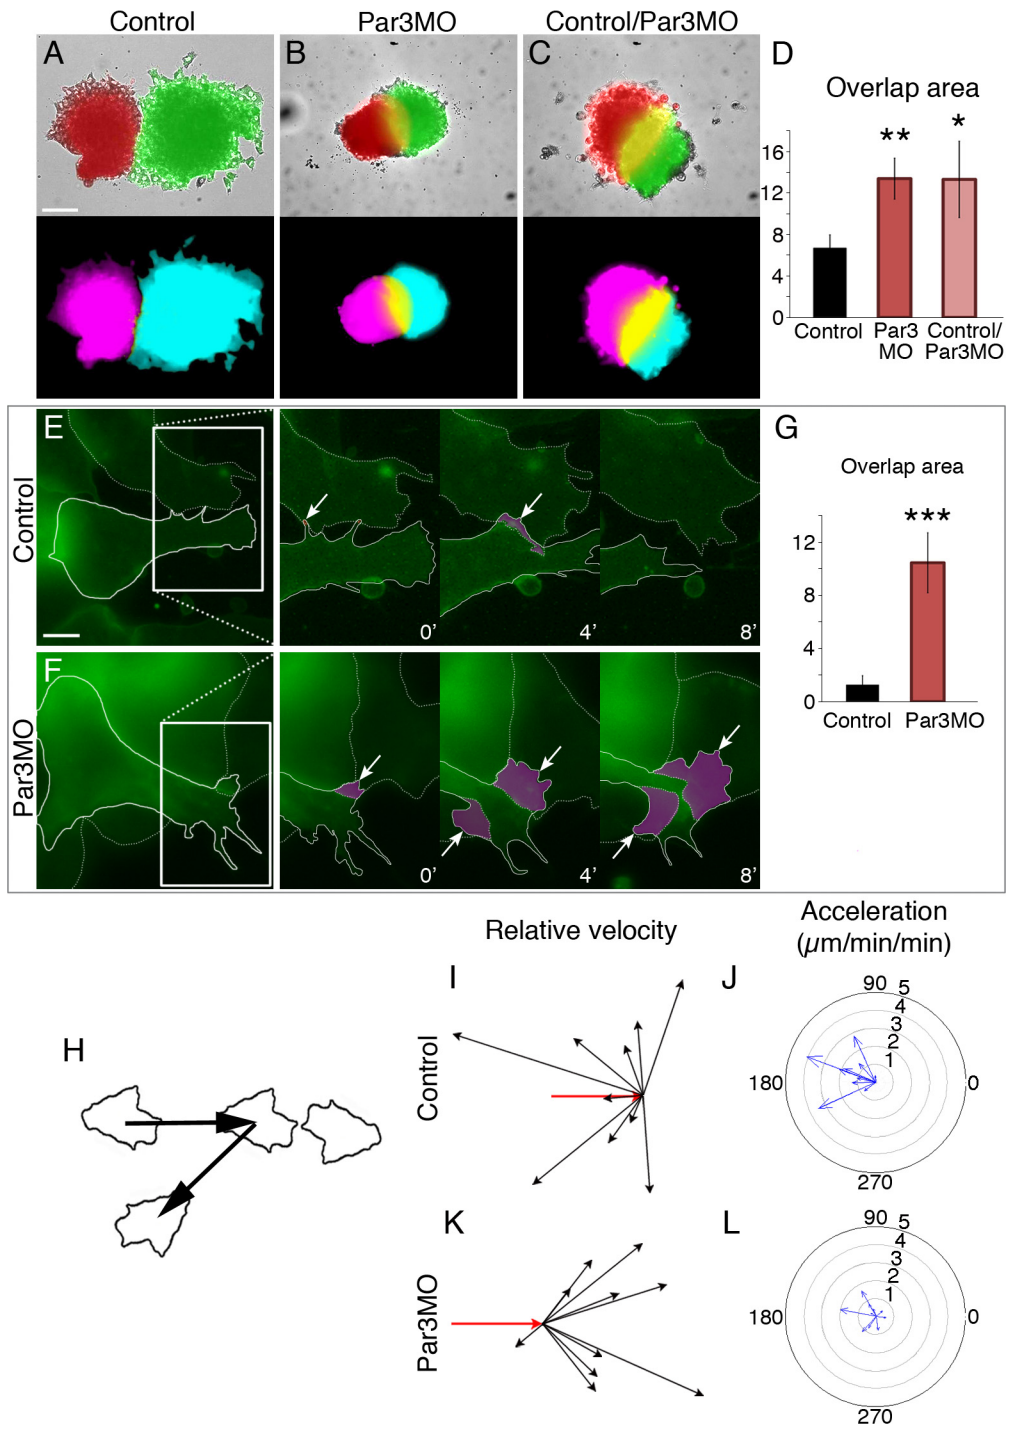 Control
Par3MO
Control/Par3MO
A
B
C
D
Overlap area
**
*
16
12
8
4
0
Control
Par3
MO
Control/
Par3MO
E
Control
0’
4’
8’
F
Par3MO
0’
4’
8’
G
Overlap area
***
12
8
4
0
Control
Par3MO
Relative velocity
Acceleration
(µm/min/min)
H
I
Control
J
90
5
4
3
2
1
180
0
270
K
Par3MO
L
90
5
4
3
2
1
180
0
270